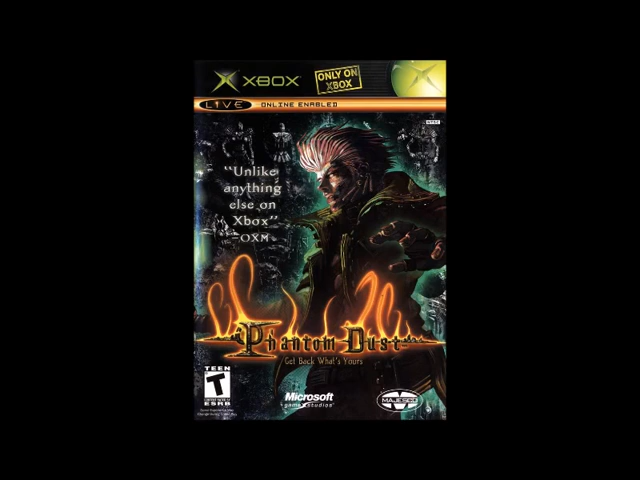 XBOX
ONLY ON
XBOX
LIVE ONLINE ENABLED
NTSC
"Unlike
anything
else on
Xbox"
OXM
Phantom Dust
Get Back What's Yours
TEEN
T
ESRB
Microsoft
game studios
MAJESCO